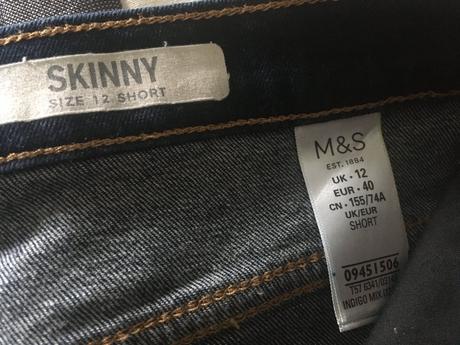 SKINNY
SIZE 12 SHORT
M&S
EST. 1884
UK · 12
EUR · 40
CN · 155/74A
UK/EUR
SHORT
09451506
INDIGO MIX